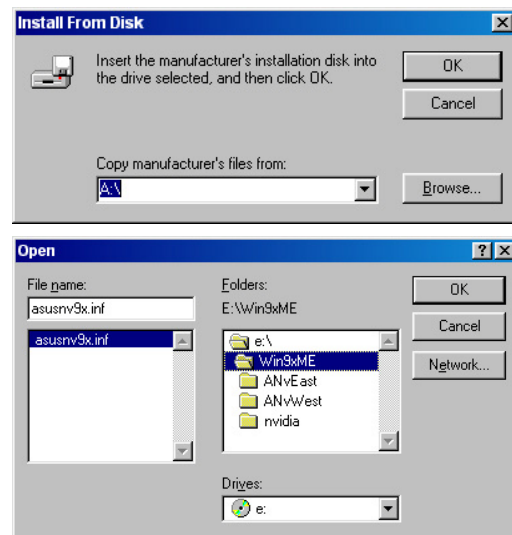 Install From Disk
Insert the manufacturer's installation disk into
the drive selected, and then click OK.
OK
Cancel
Copy manufacturer's files from:
A:\
Browse...
Open
File name:
asusnv9x.inf
asusnv9x.inf
Folders:
E:\Win9xME
e:\
Win9xME
ANvEast
ANvWest
nvidia
Drives:
e:
OK
Cancel
Network...